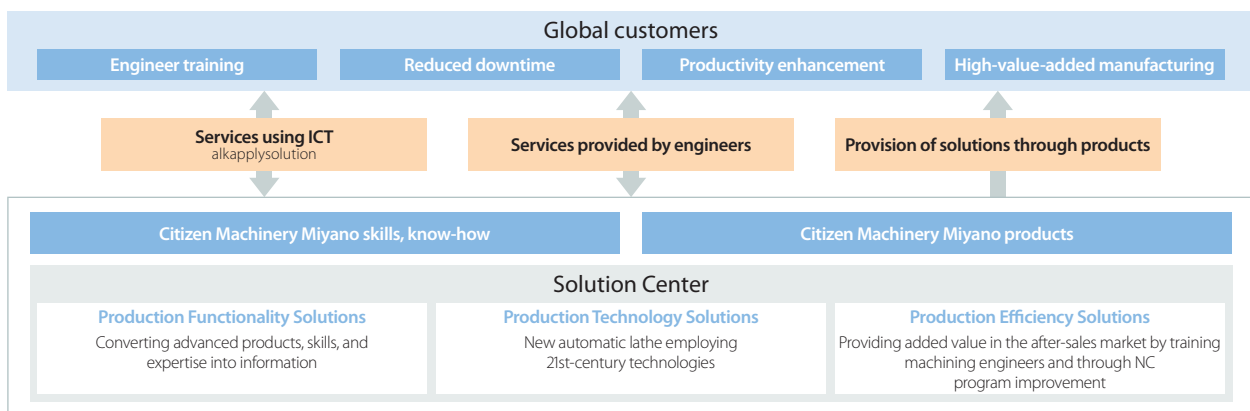 Global customers
Engineer training
Reduced downtime
Productivity enhancement
High-value-added manufacturing
Services using ICT
alkapplysolution
Services provided by engineers
Provision of solutions through products
Citizen Machinery Miyano skills, know-how
Citizen Machinery Miyano products
Solution Center
Production Functionality Solutions
Converting advanced products, skills, and
expertise into information
Production Technology Solutions
New automatic lathe employing
21st-century technologies
Production Efficiency Solutions
Providing added value in the after-sales market by training
machining engineers and through NC
program improvement